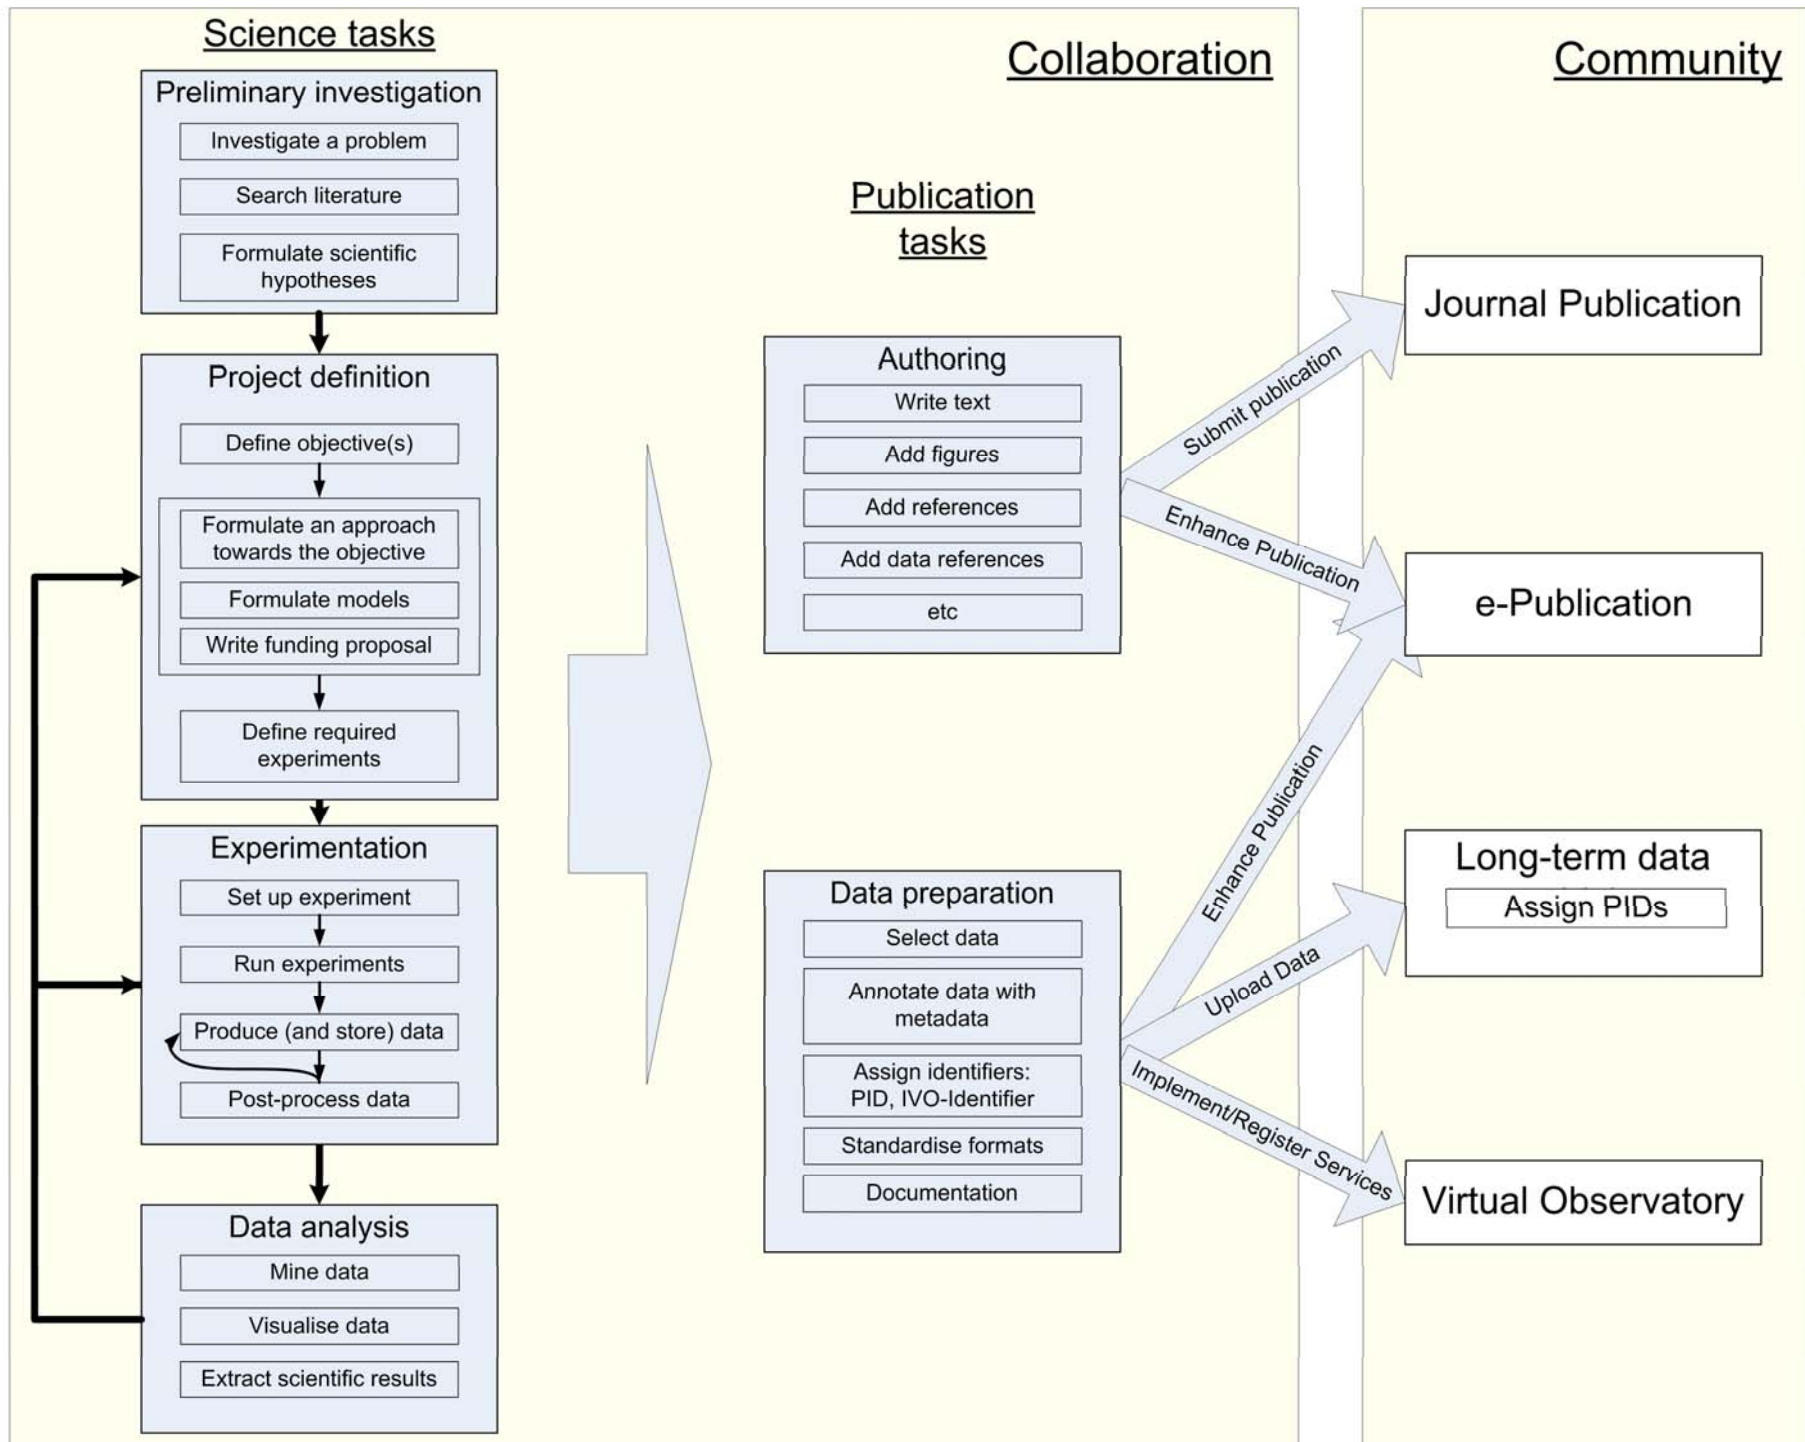 Science tasks
Preliminary investigation
Investigate a problem
Search literature
Formulate scientific
hypotheses
Project definition
Define objective(s)
Formulate an approach
towards the objective
Formulate models
Write funding proposal
Define required
experiments
Experimentation
Set up experiment
Run experiments
Produce (and store) data
Post-process data
Data analysis
Mine data
Visualise data
Extract scientific results
Collaboration
Publication
tasks
Authoring
Write text
Add figures
Add references
Add data references
etc
Data preparation
Select data
Annotate data with
metadata
Assign identifiers:
PID, IVO-Identifier
Standardise formats
Documentation
Submit publication
Enhance Publication
Enhance Publication
Upload Data
Implement/Register Services
Community
Journal Publication
e-Publication
Long-term data
Assign PIDs
Virtual Observatory